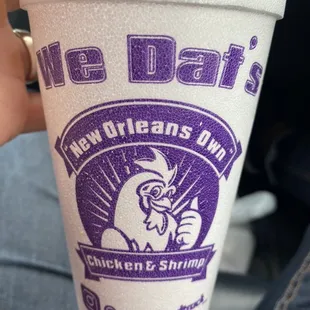 We Dat's
"New Orleans' Own"
Chicken & Shrimp